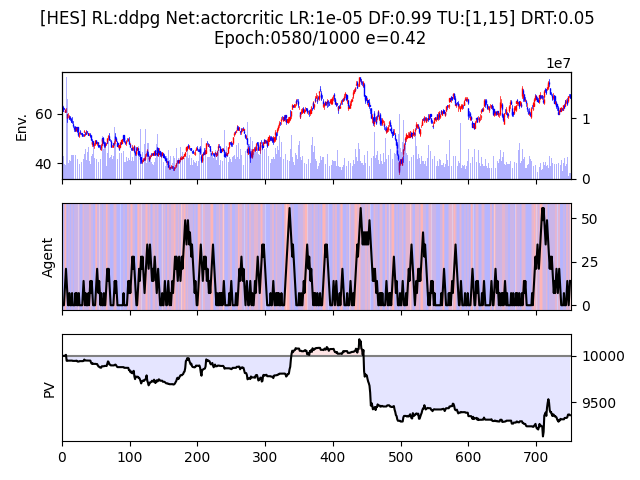 [HES] RL:ddpg Net:actorcritic LR:1e-05 DF:0.99 TU:[1,15] DRT:0.05
Epoch:0580/1000 e=0.42
1e7
Env.
60
40
1
0
Agent
50
25
0
PV
10000
9500
0 100 200 300 400 500 600 700